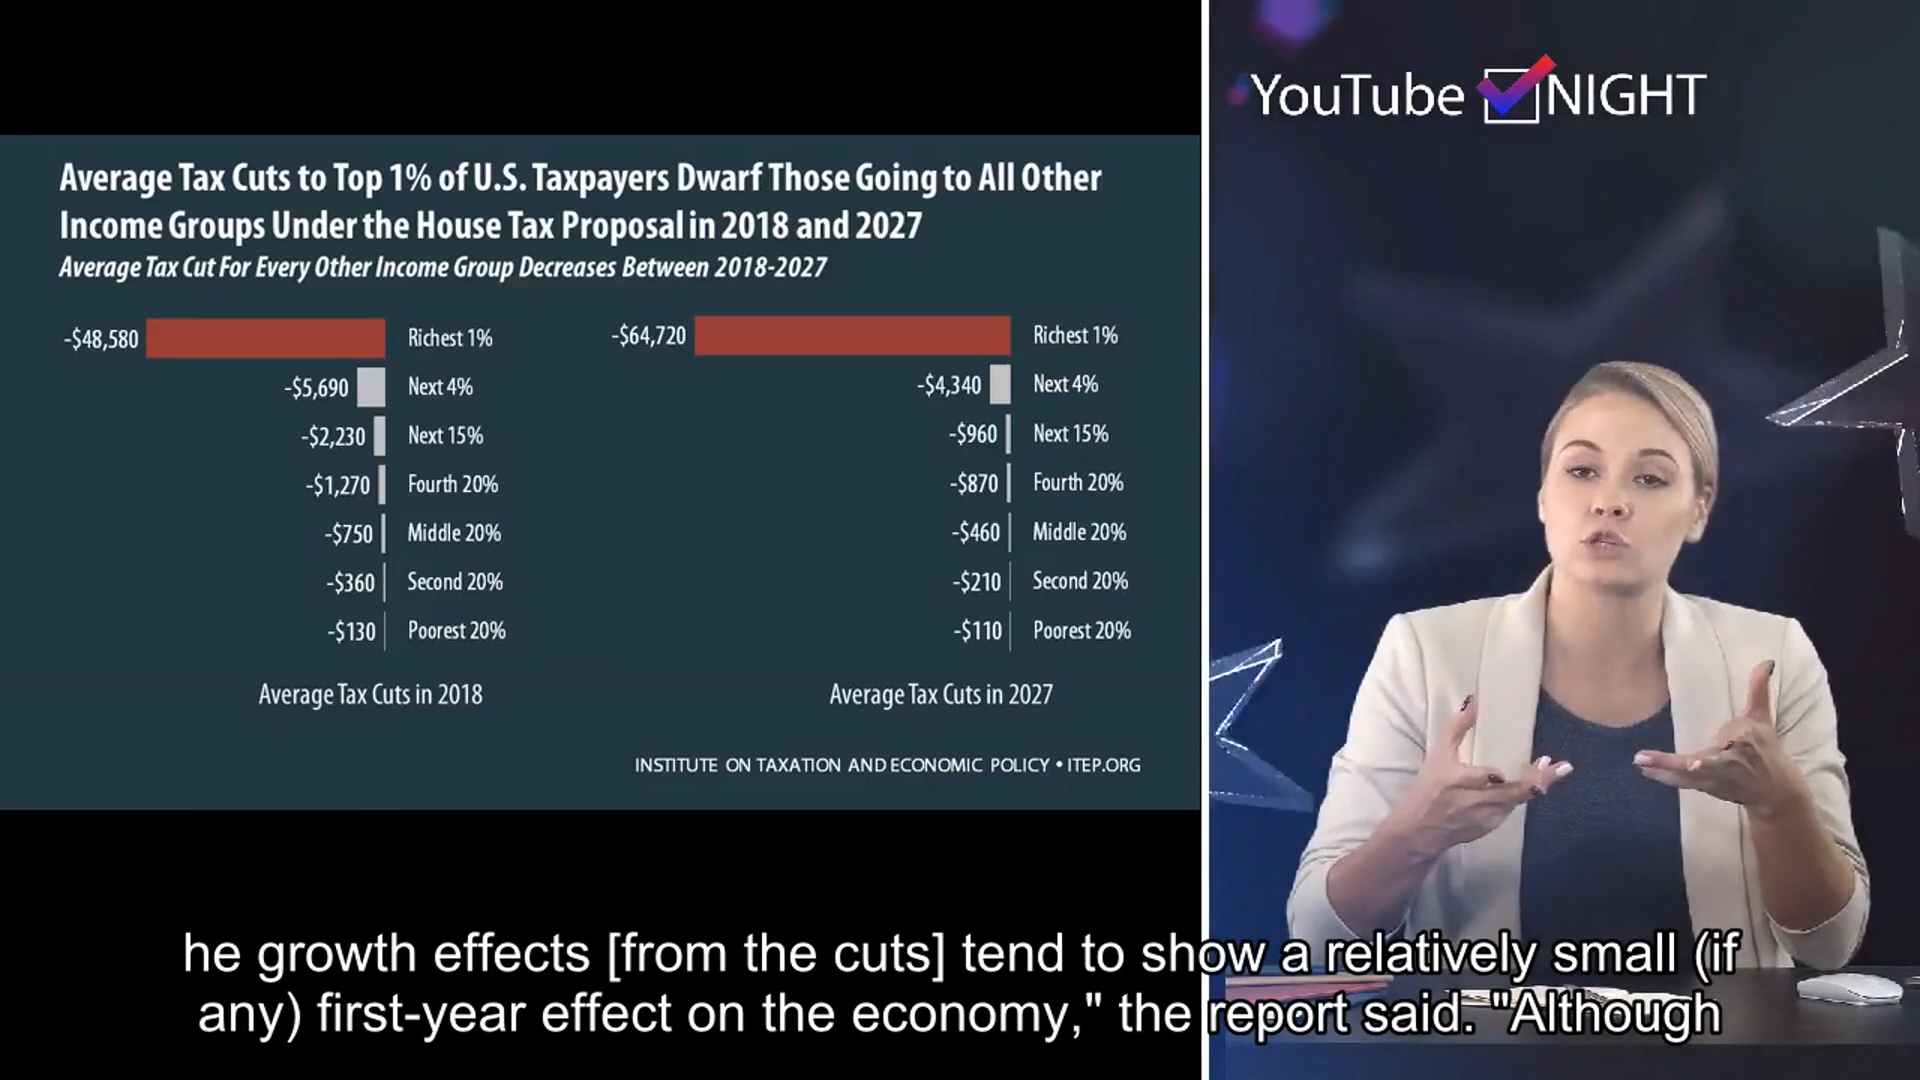 YouTube NIGHT
Average Tax Cuts to Top 1% of U.S. Taxpayers Dwarf Those Going to All Other
Income Groups Under the House Tax Proposal in 2018 and 2027
Average Tax Cut For Every Other Income Group Decreases Between 2018-2027
-$48,580 Richest 1%
-$5,690 Next 4%
-$2,230 Next 15%
-$1,270 Fourth 20%
-$750 Middle 20%
-$360 Second 20%
-$130 Poorest 20%
Average Tax Cuts in 2018
-$64,720 Richest 1%
-$4,340 Next 4%
-$960 Next 15%
-$870 Fourth 20%
-$460 Middle 20%
-$210 Second 20%
-$110 Poorest 20%
Average Tax Cuts in 2027
INSTITUTE ON TAXATION AND ECONOMIC POLICY • ITEP.ORG
he growth effects [from the cuts] tend to show a relatively small (if
any) first-year effect on the economy," the report said. "Although